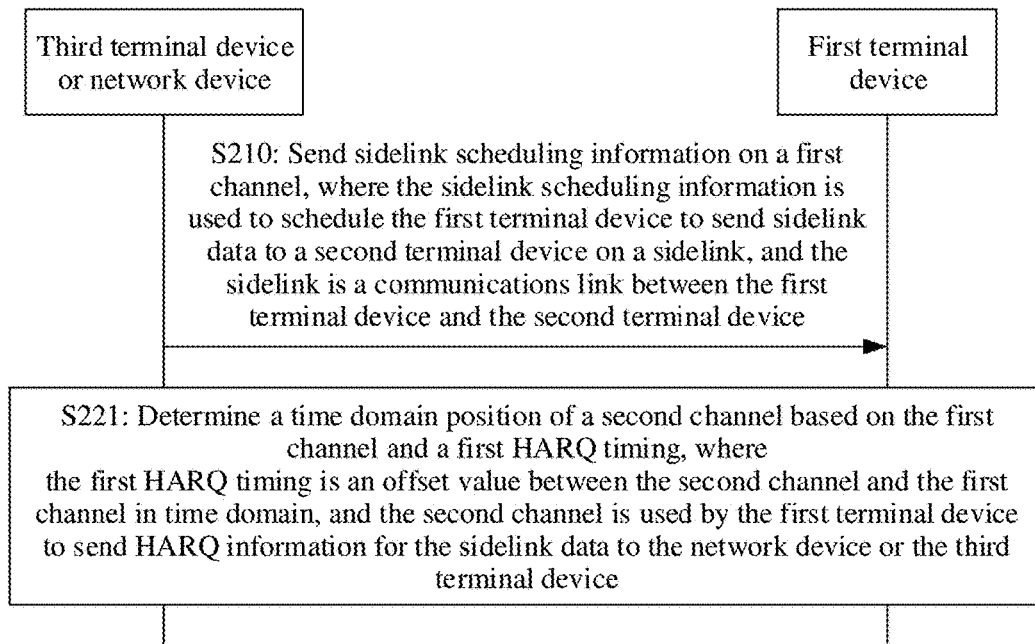 Third terminal device
or network device
First terminal
device
S210: Send sidelink scheduling information on a first
channel, where the sidelink scheduling information is
used to schedule the first terminal device to send sidelink
data to a second terminal device on a sidelink, and the
sidelink is a communications link between the first
terminal device and the second terminal device
S221: Determine a time domain position of a second channel based on the first
channel and a first HARQ timing, where
the first HARQ timing is an offset value between the second channel and the first
channel in time domain, and the second channel is used by the first terminal device
to send HARQ information for the sidelink data to the network device or the third
terminal device